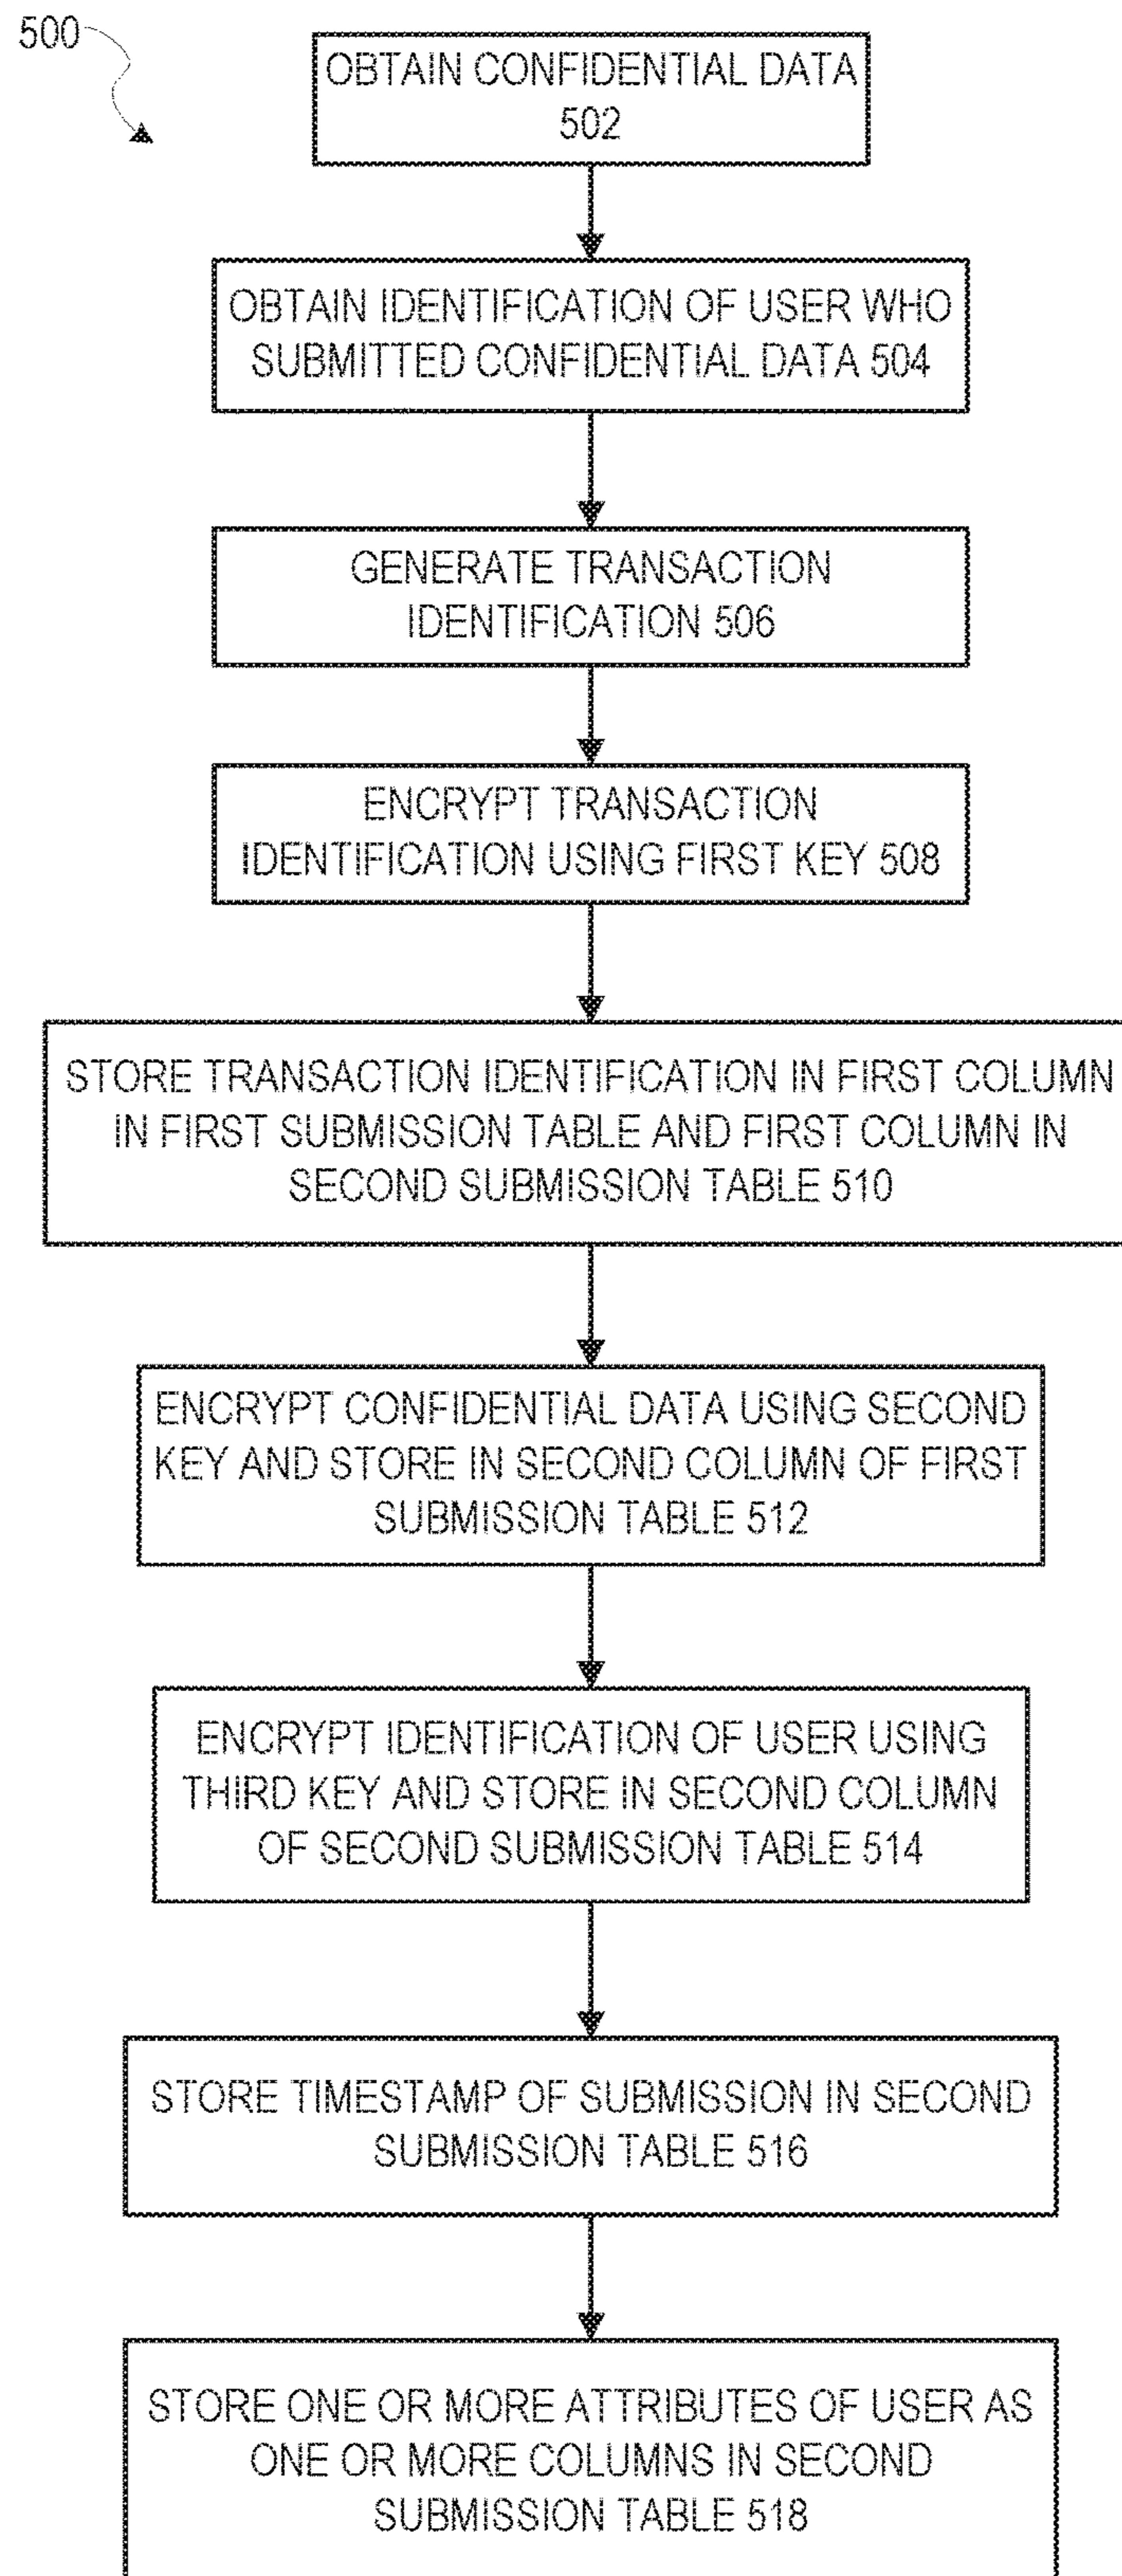 500
OBTAIN CONFIDENTIAL DATA
502
OBTAIN IDENTIFICATION OF USER WHO
SUBMITTED CONFIDENTIAL DATA 504
GENERATE TRANSACTION
IDENTIFICATION 506
ENCRYPT TRANSACTION
IDENTIFICATION USING FIRST KEY 508
STORE TRANSACTION IDENTIFICATION IN FIRST COLUMN
IN FIRST SUBMISSION TABLE AND FIRST COLUMN IN
SECOND SUBMISSION TABLE 510
ENCRYPT CONFIDENTIAL DATA USING SECOND
KEY AND STORE IN SECOND COLUMN OF FIRST
SUBMISSION TABLE 512
ENCRYPT IDENTIFICATION OF USER USING
THIRD KEY AND STORE IN SECOND COLUMN
OF SECOND SUBMISSION TABLE 514
STORE TIMESTAMP OF SUBMISSION IN SECOND
SUBMISSION TABLE 516
STORE ONE OR MORE ATTRIBUTES OF USER AS
ONE OR MORE COLUMNS IN SECOND
SUBMISSION TABLE 518